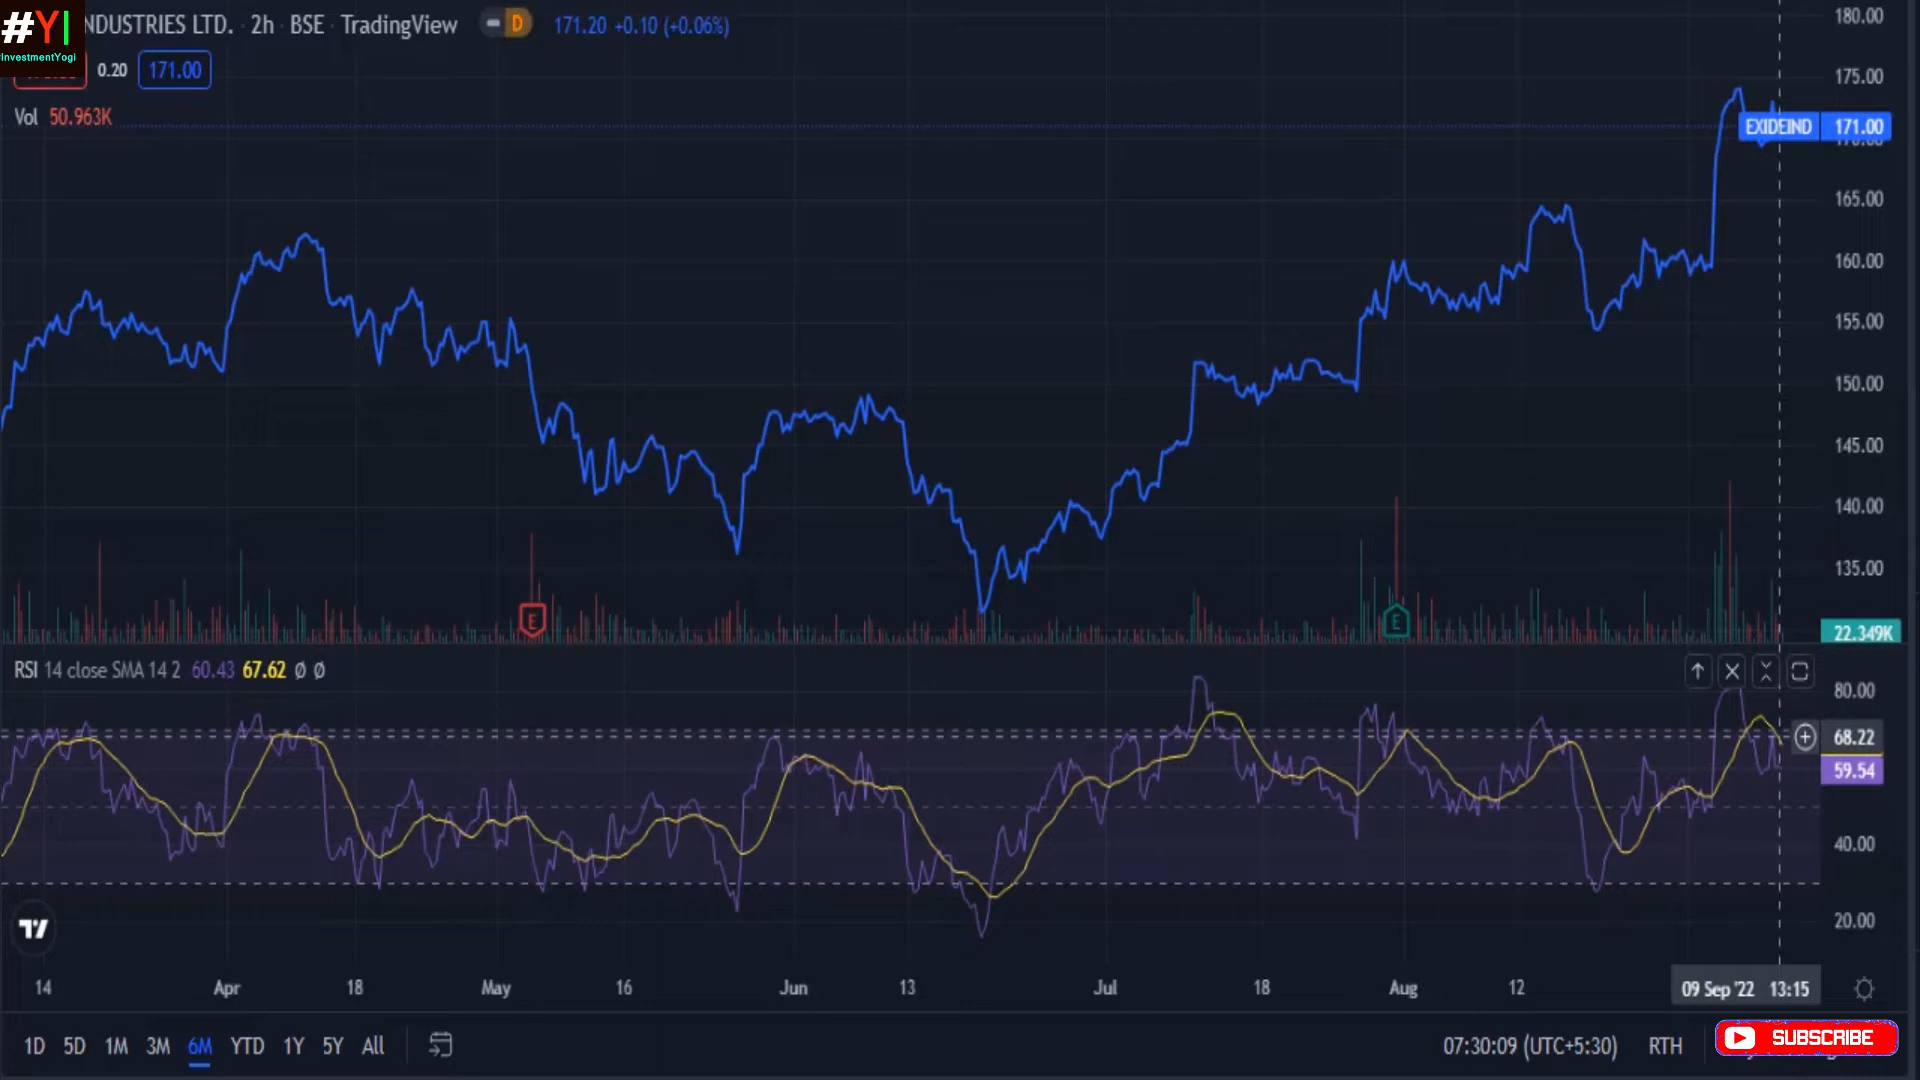 #YI
InvestmentYogi
NDUSTRIES LTD. · 2h · BSE · TradingView
D
171.20 +0.10 (+0.06%)
0.20
171.00
Vol 50.963K
180.00
175.00
EXIDEIND 171.00
165.00
160.00
155.00
150.00
145.00
140.00
135.00
22.349K
E
E
RSI 14 close SMA 14 2 60.43 67.62 Ø Ø
80.00
68.22
59.54
40.00
20.00
14 Apr 18 May 16 Jun 13 Jul 18 Aug 12 09 Sep '22 13:15
1D 5D 1M 3M 6M YTD 1Y 5Y All
07:30:09 (UTC+5:30) RTH
SUBSCRIBE